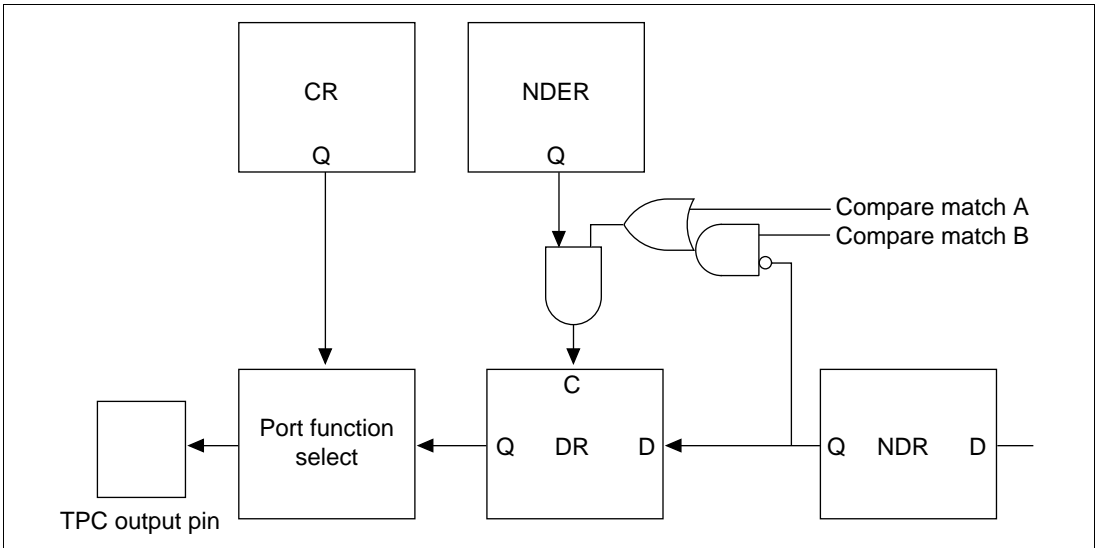 CR
Q
NDER
Q
Compare match A
Compare match B
C
Port function
select
Q DR D
Q NDR D
TPC output pin